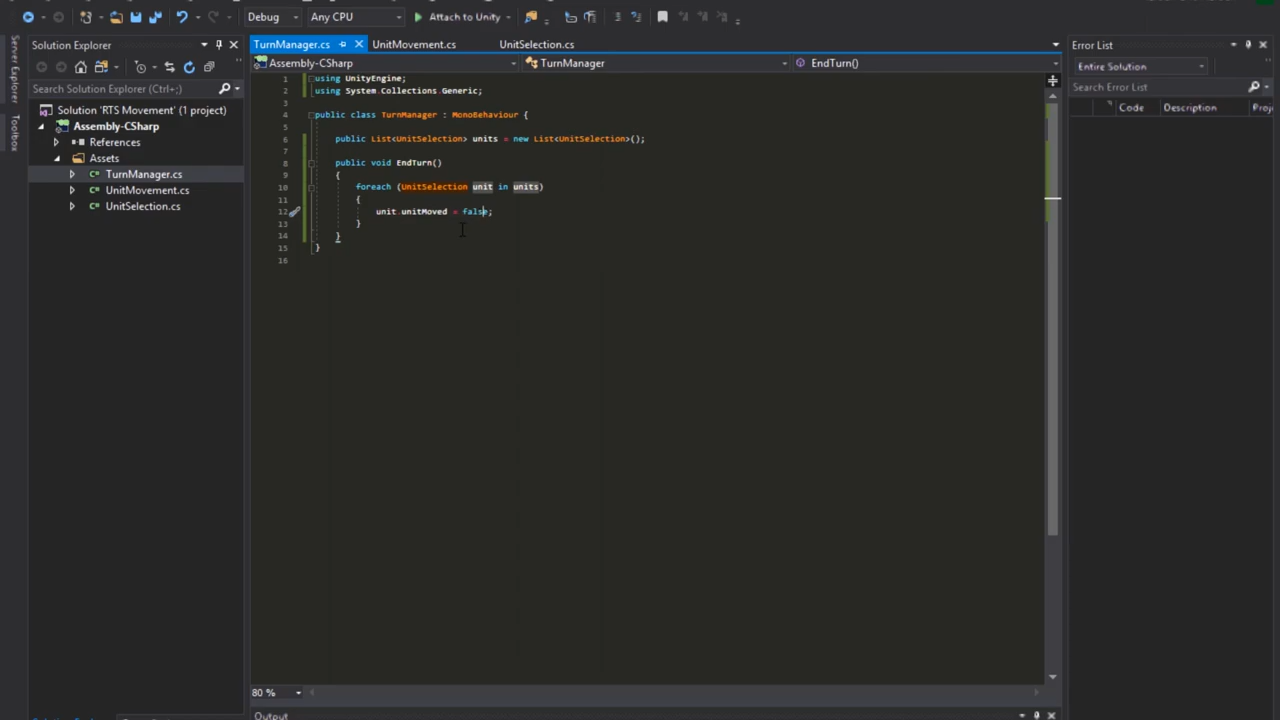 Debug Any CPU Attach to Unity
Server Explorer
Toolbox
Solution Explorer
Search Solution Explorer (Ctrl+;)
Solution 'RTS Movement' (1 project)
Assembly-CSharp
References
Assets
TurnManager.cs
UnitMovement.cs
UnitSelection.cs
TurnManager.cs UnitMovement.cs UnitSelection.cs
Assembly-CSharp TurnManager EndTurn()
1 using UnityEngine;
2 using System.Collections.Generic;
3
4 public class TurnManager : MonoBehaviour {
5
6 public List<UnitSelection> units = new List<UnitSelection>();
7
8 public void EndTurn()
9 {
10 foreach (UnitSelection unit in units)
11 {
12 unit.unitMoved = false;
13 }
14 }
15 }
16
80 %
Output
Error List
Entire Solution
Search Error List
Code Description Proj